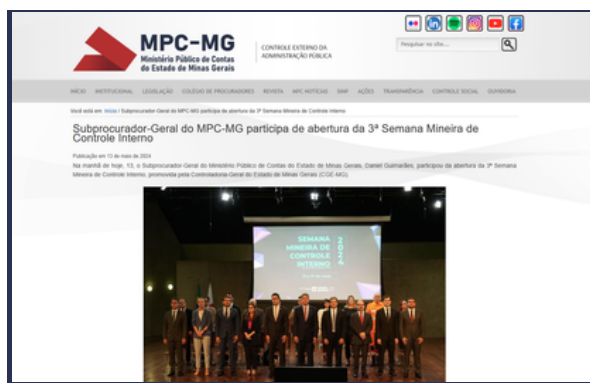 MPC-MG
Ministério Público de Contas
do Estado de Minas Gerais
CONTROLE EXTERNO DA
ADMINISTRAÇÃO PÚBLICA
Pesquisar no site...
INÍCIO INSTITUCIONAL LEGISLAÇÃO COLÉGIO DE PROCURADORES REVISTA MPC NOTÍCIAS SMP AÇÕES TRANSPARÊNCIA CONTROLE SOCIAL OUVIDORIA
Você está em: Início / Subprocurador-Geral do MPC-MG participa de abertura da 3ª Semana Mineira de Controle Interno
Subprocurador-Geral do MPC-MG participa de abertura da 3ª Semana Mineira de
Controle Interno
Publicação em 13 de maio de 2024
Na manhã de hoje, 13, o Subprocurador-Geral do Ministério Público de Contas do Estado de Minas Gerais, Daniel Guimarães, participou da abertura da 3ª Semana
Mineira de Controle Interno, promovida pela Controladoria-Geral do Estado de Minas Gerais (CGE-MG).
SEMANA
MINEIRA DE
CONTROLE
INTERNO
2024